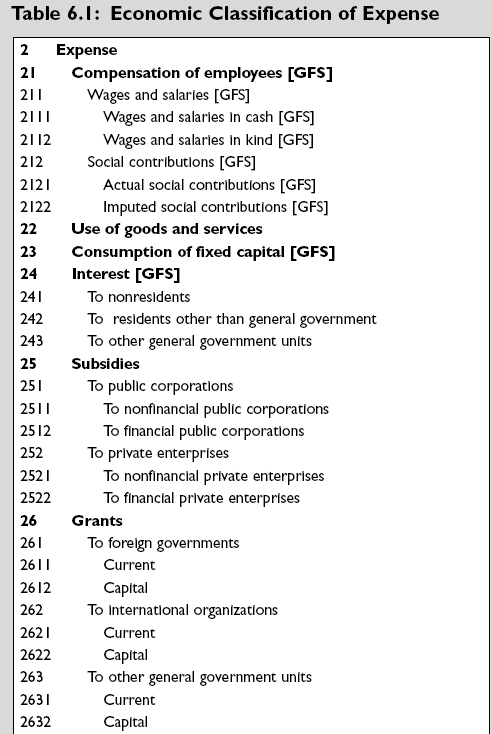 Table 6.1: Economic Classification of Expense
2 Expense
21 Compensation of employees [GFS]
211 Wages and salaries [GFS]
2111 Wages and salaries in cash [GFS]
2112 Wages and salaries in kind [GFS]
212 Social contributions [GFS]
2121 Actual social contributions [GFS]
2122 Imputed social contributions [GFS]
22 Use of goods and services
23 Consumption of fixed capital [GFS]
24 Interest [GFS]
241 To nonresidents
242 To residents other than general government
243 To other general government units
25 Subsidies
251 To public corporations
2511 To nonfinancial public corporations
2512 To financial public corporations
252 To private enterprises
2521 To nonfinancial private enterprises
2522 To financial private enterprises
26 Grants
261 To foreign governments
2611 Current
2612 Capital
262 To international organizations
2621 Current
2622 Capital
263 To other general government units
2631 Current
2632 Capital